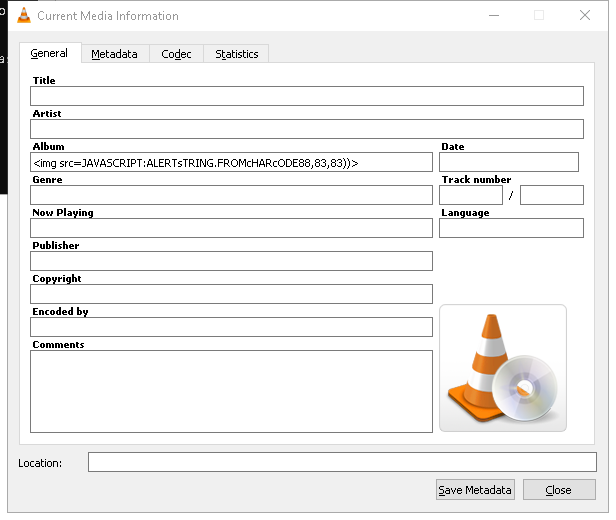 Current Media Information
General Metadata Codec Statistics
Title
Artist
Album Date
<img src=JAVASCRIPT:ALERTsTRING.FROMcHARcODE88,83,83))>
Genre Track number
/
Now Playing Language
Publisher
Copyright
Encoded by
Comments
Location:
Save Metadata Close